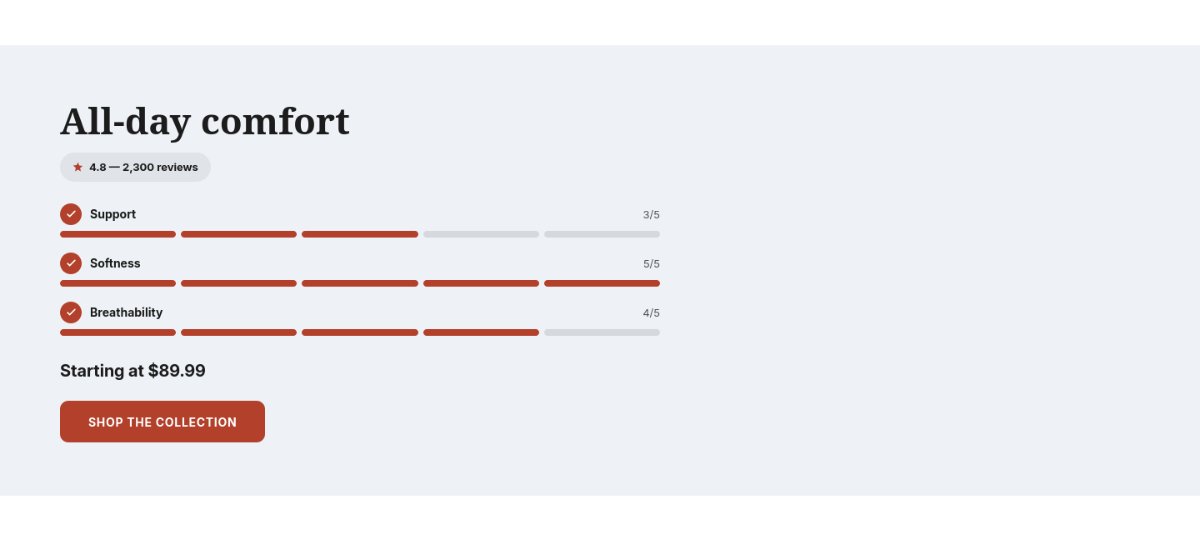 All-day comfort
★ 4.8 — 2,300 reviews
Support 3/5
Softness 5/5
Breathability 4/5
Starting at $89.99
SHOP THE COLLECTION